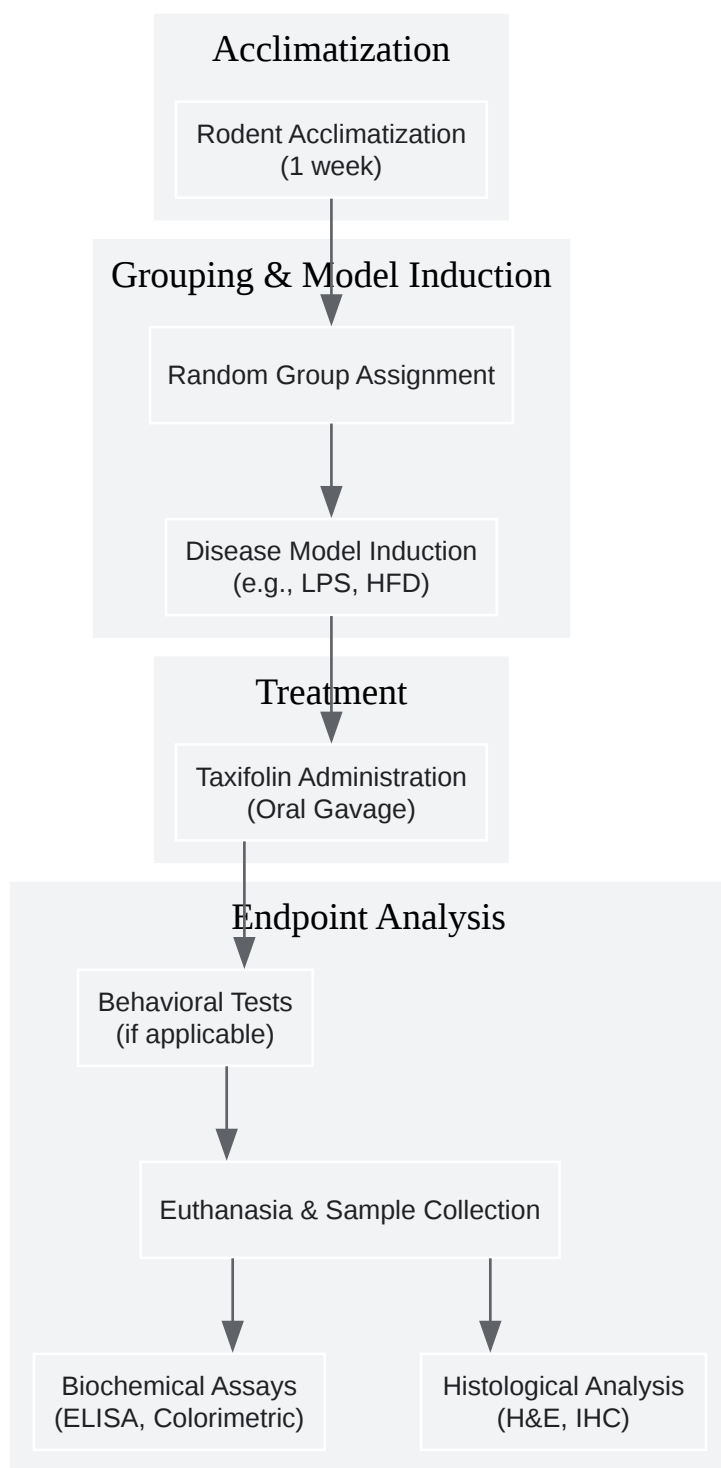 Acclimatization
Rodent Acclimatization
(1 week)
Grouping & Model Induction
Random Group Assignment
Disease Model Induction
(e.g., LPS, HFD)
Treatment
Taxifolin Administration
(Oral Gavage)
Endpoint Analysis
Behavioral Tests
(if applicable)
Euthanasia & Sample Collection
Biochemical Assays
(ELISA, Colorimetric)
Histological Analysis
(H&E, IHC)